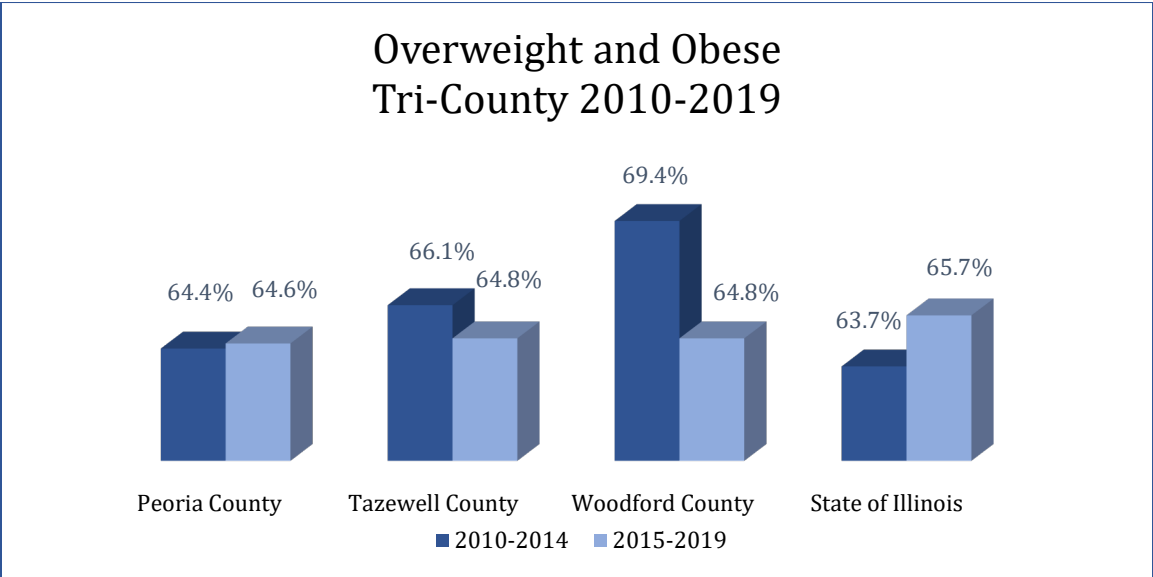 Overweight and Obese
Tri-County 2010-2019
69.4%
66.1%
64.4% 64.6% 64.8% 64.8% 63.7% 65.7%
Peoria County Tazewell County Woodford County State of Illinois
2010-2014 2015-2019